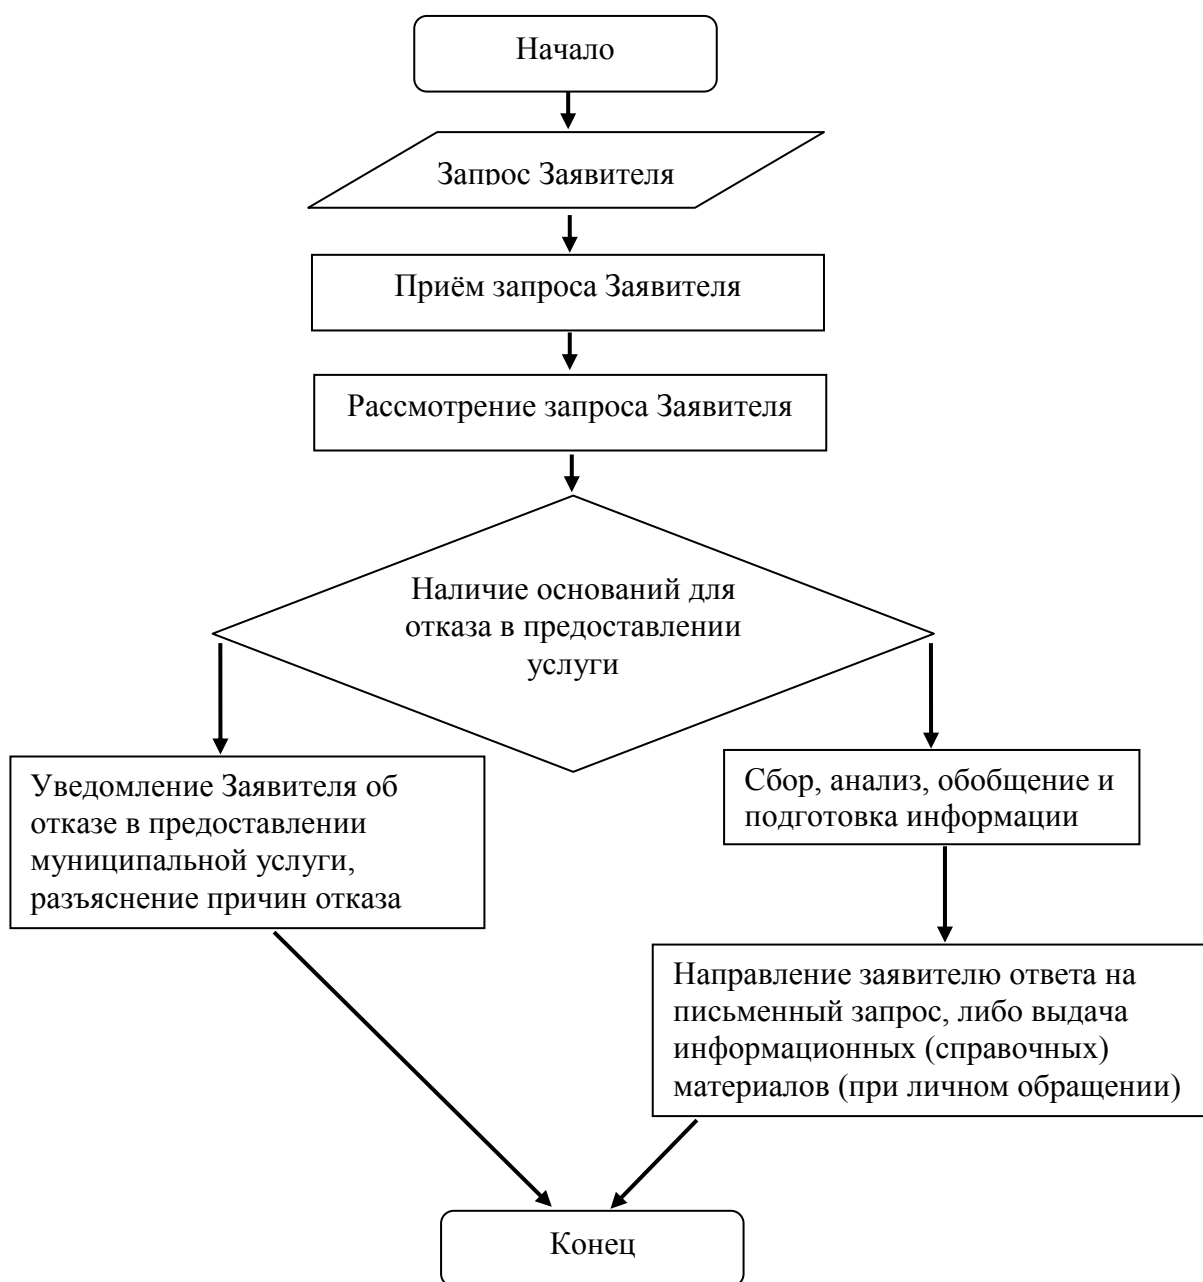 Начало
Запрос Заявителя
Приём запроса Заявителя
Рассмотрение запроса Заявителя
Наличие оснований для
отказа в предоставлении
услуги
Уведомление Заявителя об
отказе в предоставлении
муниципальной услуги,
разъяснение причин отказа
Сбор, анализ, обобщение и
подготовка информации
Направление заявителю ответа на
письменный запрос, либо выдача
информационных (справочных)
материалов (при личном обращении)
Конец